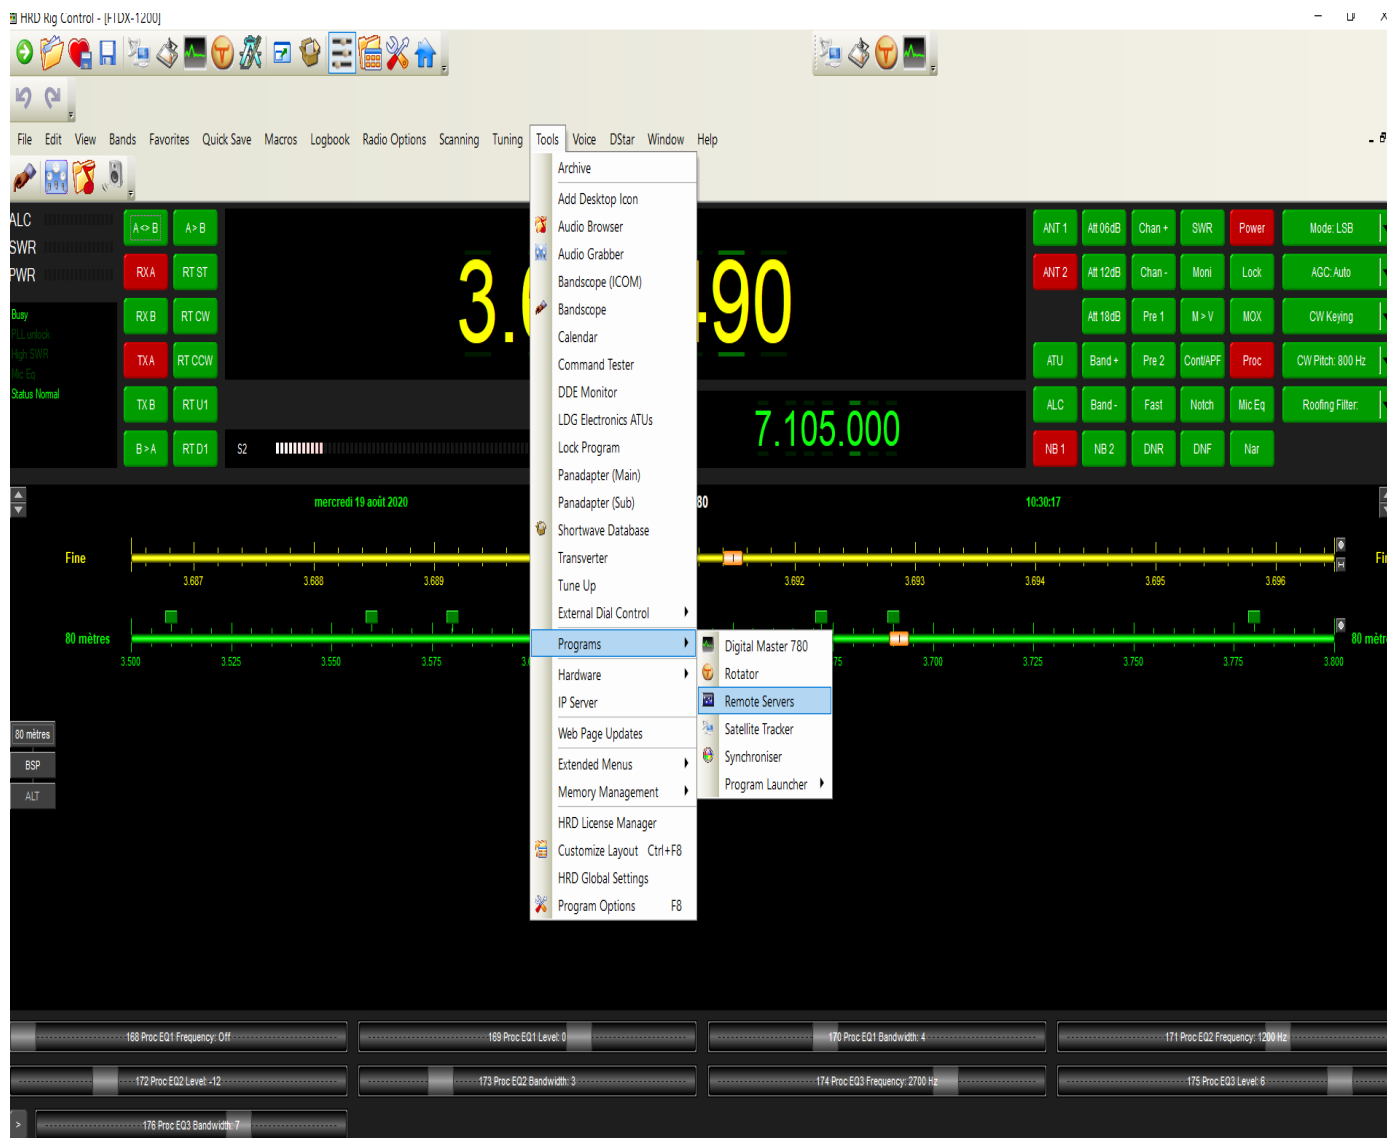 HRD Rig Control - [FTDX-1200]
File Edit View Bands Favorites Quick Save Macros Logbook Radio Options Scanning Tuning Tools Voice DStar Window Help
Archive
Add Desktop Icon
Audio Browser
Audio Grabber
Bandscope (ICOM)
Bandscope
Calendar
Command Tester
DDE Monitor
LDG Electronics ATUs
Lock Program
Panadapter (Main)
Panadapter (Sub)
Shortwave Database
Transverter
Tune Up
External Dial Control
Programs
Hardware
IP Server
Web Page Updates
Extended Menus
Memory Management
HRD License Manager
Customize Layout Ctrl+F8
HRD Global Settings
Program Options F8
Digital Master 780
Rotator
Remote Servers
Satellite Tracker
Synchroniser
Program Launcher
ALC
SWR
PWR
Busy
PLL unlock
High SWR
Mic Eq
Status Normal
A<>B A>B
RX A RT ST
RX B RT CW
TX A RT CCW
TX B RT U1
B>A RT D1
S2
3. 90
7.105.000
ANT 1 Att 06dB Chan + SWR Power Mode: LSB
ANT 2 Att 12dB Chan - Moni Lock AGC: Auto
Att 18dB Pre 1 M > V MOX CW Keying
ATU Band + Pre 2 Cont/APF Proc CW Pitch: 800 Hz
ALC Band - Fast Notch Mic Eq Roofing Filter:
NB 1 NB 2 DNR DNF Nar
mercredi 19 août 2020 80 10:30:17
Fine Fi
3.687 3.688 3.689 3.692 3.693 3.694 3.695 3.696
80 mètres 80 mètr
3.500 3.525 3.550 3.575 3. 75 3.700 3.725 3.750 3.775 3.800
80 mètres
BSP
ALT
168 Proc EQ1 Frequency: Off 169 Proc EQ1 Level: 0 170 Proc EQ1 Bandwidth: 4 171 Proc EQ2 Frequency: 1200 Hz
172 Proc EQ2 Level: -12 173 Proc EQ2 Bandwidth: 3 174 Proc EQ3 Frequency: 2700 Hz 175 Proc EQ3 Level: 6
> 176 Proc EQ3 Bandwidth: 7